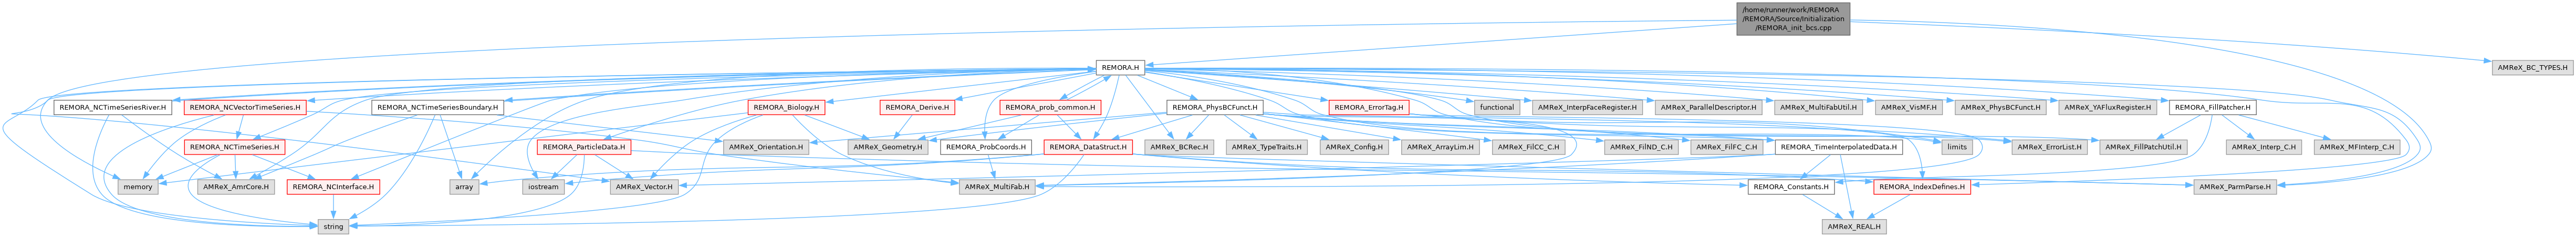 /home/runner/work/REMORA
/REMORA/Source/Initialization
/REMORA_init_bcs.cpp
REMORA.H
AMReX_BC_TYPES.H
REMORA_NCTimeSeriesRiver.H
REMORA_NCVectorTimeSeries.H
REMORA_NCTimeSeriesBoundary.H
REMORA_Biology.H
REMORA_Derive.H
REMORA_prob_common.H
REMORA_PhysBCFunct.H
REMORA_ErrorTag.H
functional
AMReX_InterpFaceRegister.H
AMReX_ParallelDescriptor.H
AMReX_MultiFabUtil.H
AMReX_VisMF.H
AMReX_PhysBCFunct.H
AMReX_YAFluxRegister.H
REMORA_FillPatcher.H
REMORA_NCTimeSeries.H
REMORA_ParticleData.H
AMReX_Orientation.H
AMReX_Geometry.H
REMORA_ProbCoords.H
REMORA_DataStruct.H
AMReX_BCRec.H
AMReX_TypeTraits.H
AMReX_Config.H
AMReX_ArrayLim.H
AMReX_FilCC_C.H
AMReX_FilND_C.H
AMReX_FilFC_C.H
REMORA_TimeInterpolatedData.H
limits
AMReX_ErrorList.H
AMReX_FillPatchUtil.H
AMReX_Interp_C.H
AMReX_MFInterp_C.H
memory
AMReX_AmrCore.H
REMORA_NCInterface.H
array
iostream
AMReX_Vector.H
AMReX_MultiFab.H
REMORA_Constants.H
REMORA_IndexDefines.H
AMReX_ParmParse.H
string
AMReX_REAL.H